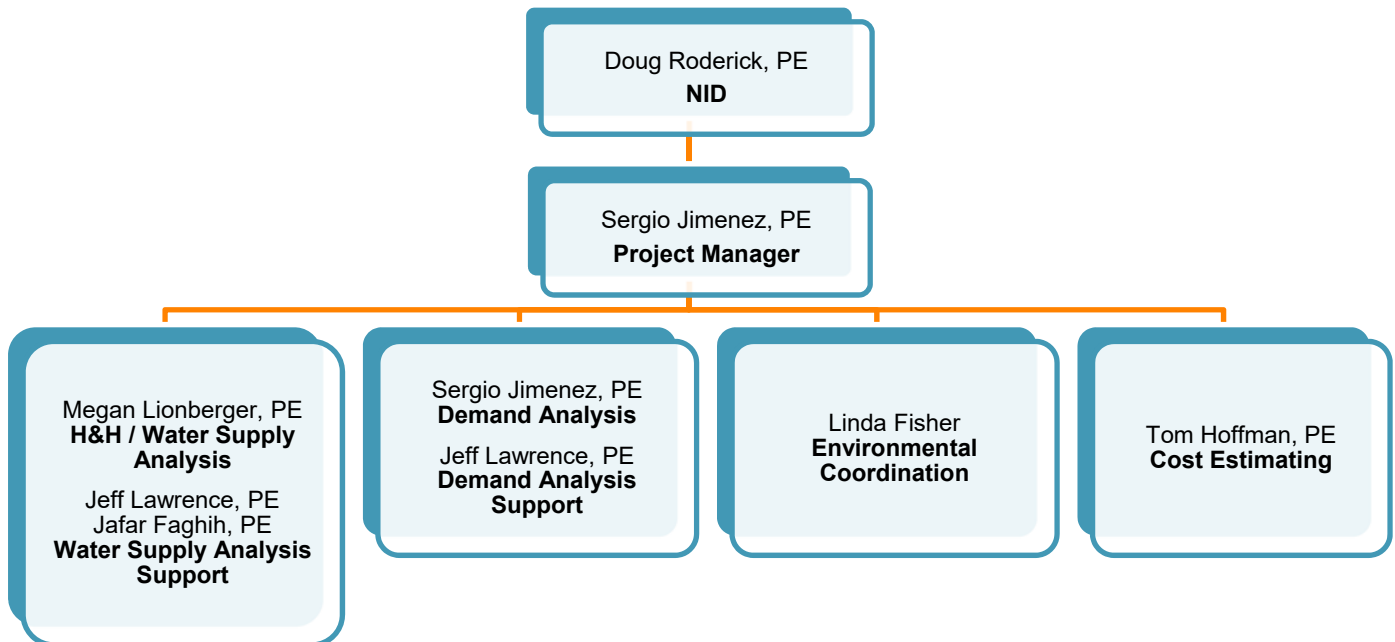 Doug Roderick, PE
NID
Sergio Jimenez, PE
Project Manager
Megan Lionberger, PE
H&H / Water Supply
Analysis
Jeff Lawrence, PE
Jafar Faghih, PE
Water Supply Analysis
Support
Sergio Jimenez, PE
Demand Analysis
Jeff Lawrence, PE
Demand Analysis
Support
Linda Fisher
Environmental
Coordination
Tom Hoffman, PE
Cost Estimating